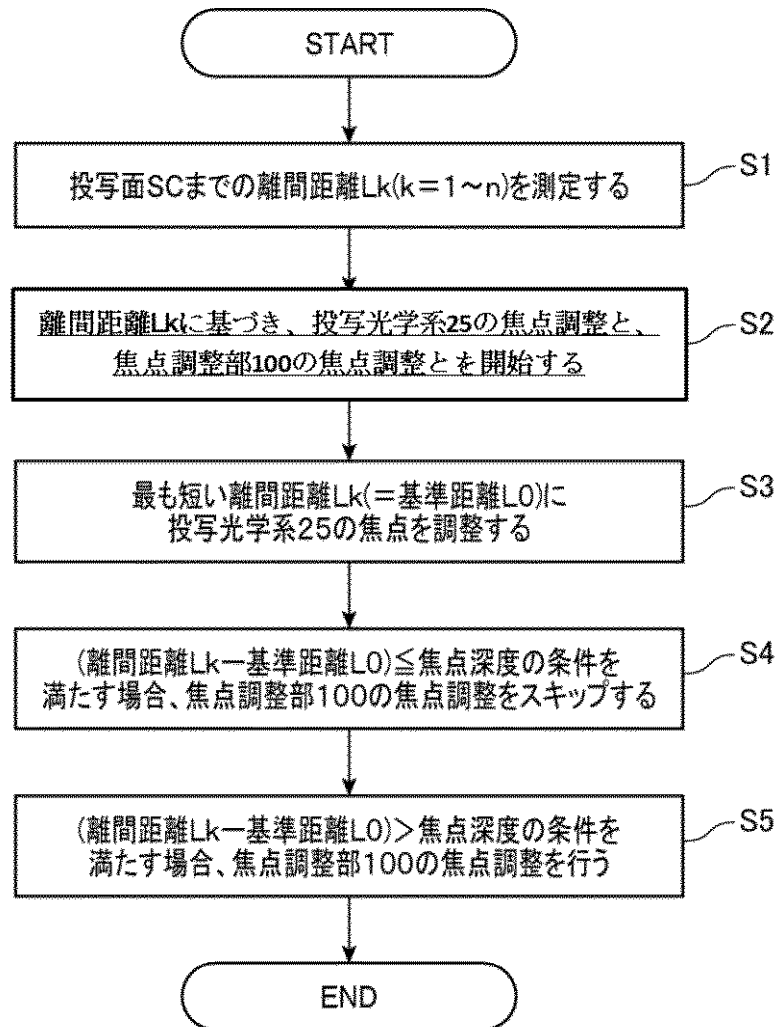 START
投写面SCまでの離間距離Lk(k=1～n)を測定する
S1
離間距離Lkに基づき、投写光学系25の焦点調整と、
焦点調整部100の焦点調整とを開始する
S2
最も短い離間距離Lk(=基準距離L0)に
投写光学系25の焦点を調整する
S3
(離間距離Lk－基準距離L0)≦焦点深度の条件を
満たす場合、焦点調整部100の焦点調整をスキップする
S4
(離間距離Lk－基準距離L0)＞焦点深度の条件を
満たす場合、焦点調整部100の焦点調整を行う
S5
END